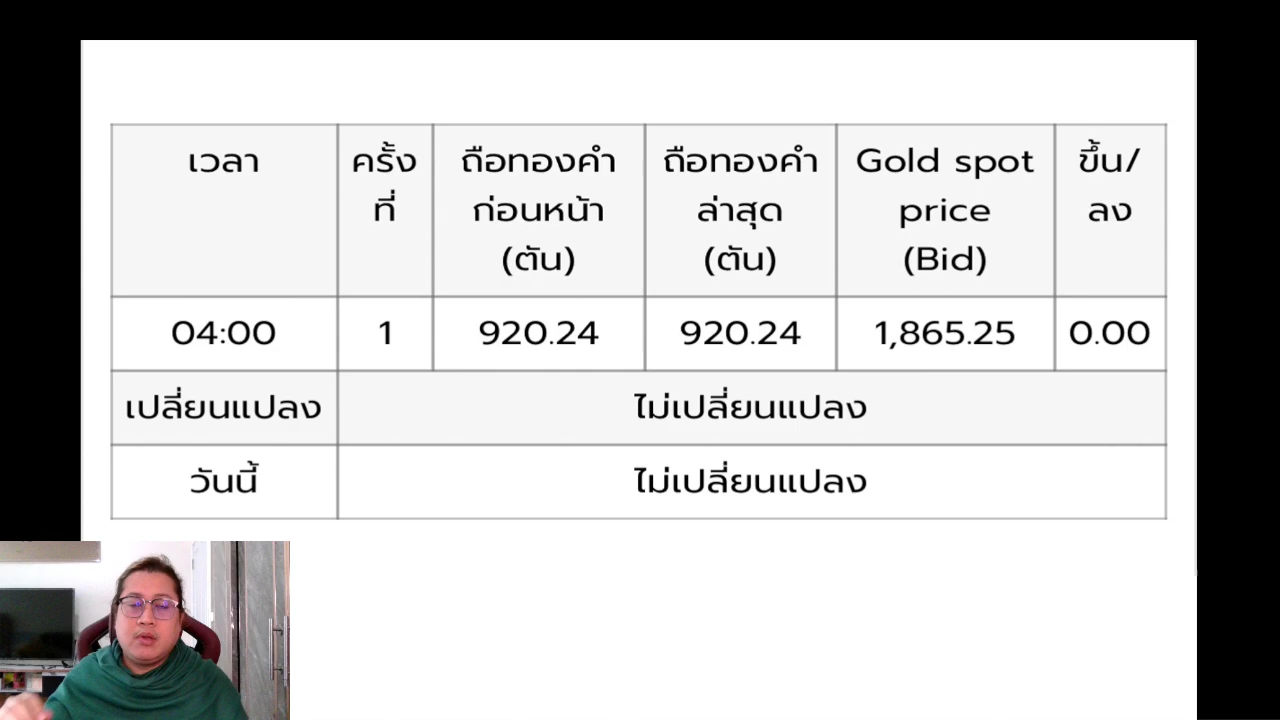 เวลา ครั้ง ถือทองคำ ถือทองคำ Gold spot ขึ้น/
ที่ ก่อนหน้า ล่าสุด price ลง
(ตัน) (ตัน) (Bid)
04:00 1 920.24 920.24 1,865.25 0.00
เปลี่ยนแปลง ไม่เปลี่ยนแปลง
วันนี้ ไม่เปลี่ยนแปลง